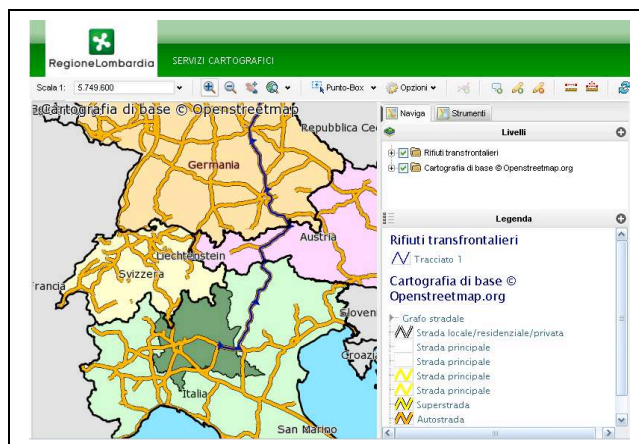 RegioneLombardia
SERVIZI CARTOGRAFICI
Scala 1: 5.749.600
Punto-Box
Opzioni
Cartografia di base © Openstreetmap
Repubblica Cec
Germania
Austria
Liechtenstein
Svizzera
Francia
Sloven
Croazi
Italia
San Marino
Naviga
Strumenti
Livelli
Rifiuti transfrontalieri
Cartografia di base © Openstreetmap.org
Legenda
Rifiuti transfrontalieri
Tracciato 1
Cartografia di base ©
Openstreetmap.org
Grafo stradale
Strada locale/residenziale/privata
Strada principale
Strada principale
Strada principale
Strada principale
Superstrada
Autostrada